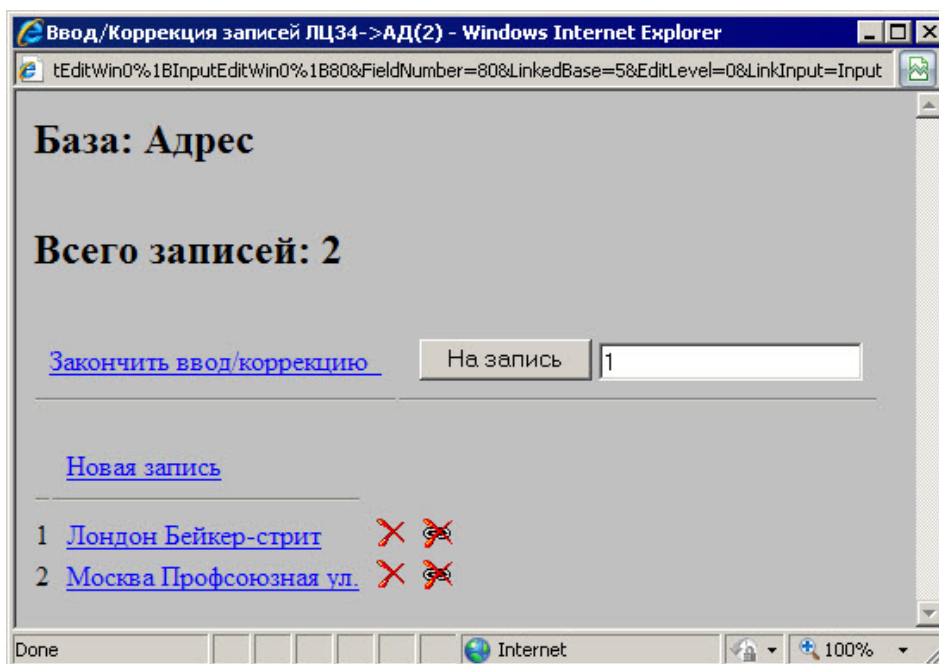 Ввод/Коррекция записей ЛЦ34->АД(2) - Windows Internet Explorer
tEditWin0%1BInputEditWin0%1B80&FieldNumber=80&LinkedBase=5&EditLevel=0&LinkInput=Input
База: Адрес
Всего записей: 2
Закончить ввод/коррекцию На запись 1
Новая запись
1 Лондон Бейкер-стрит
2 Москва Профсоюзная ул.
Done Internet 100%